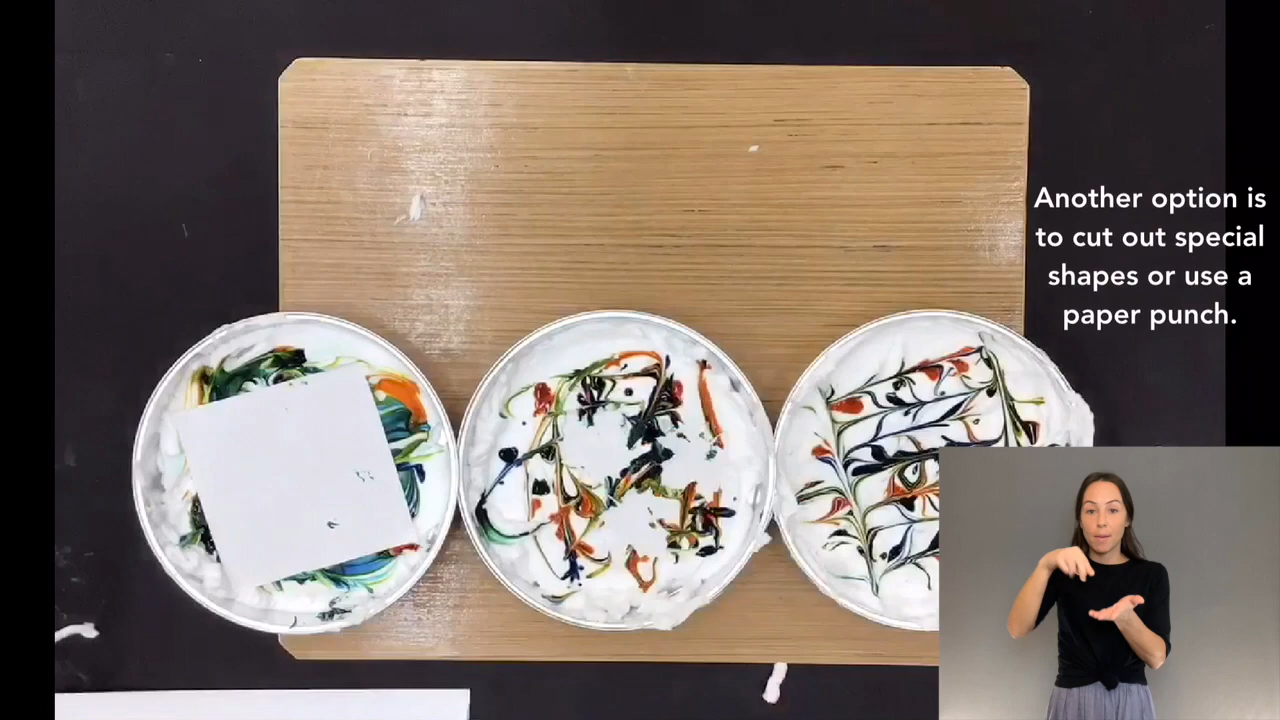 Another option is
to cut out special
shapes or use a
paper punch.